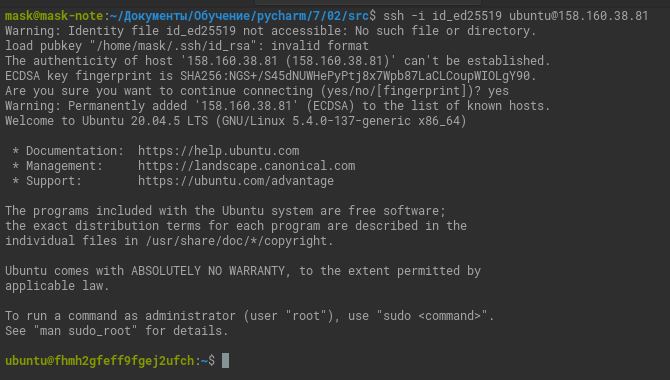 mask@mask-note:~/Документы/Обучение/pycharm/7/02/src$ ssh -i id_ed25519 ubuntu@158.160.38.81
Warning: Identity file id_ed25519 not accessible: No such file or directory.
load pubkey "/home/mask/.ssh/id_rsa": invalid format
The authenticity of host '158.160.38.81 (158.160.38.81)' can't be established.
ECDSA key fingerprint is SHA256:NGS+/S45dNUWHePyPtj8x7Wpb87LaCLCoupWIOLgY90.
Are you sure you want to continue connecting (yes/no/[fingerprint])? yes
Warning: Permanently added '158.160.38.81' (ECDSA) to the list of known hosts.
Welcome to Ubuntu 20.04.5 LTS (GNU/Linux 5.4.0-137-generic x86_64)
* Documentation:  https://help.ubuntu.com
* Management:     https://landscape.canonical.com
* Support:        https://ubuntu.com/advantage
The programs included with the Ubuntu system are free software;
the exact distribution terms for each program are described in the
individual files in /usr/share/doc/*/copyright.
Ubuntu comes with ABSOLUTELY NO WARRANTY, to the extent permitted by
applicable law.
To run a command as administrator (user "root"), use "sudo <command>".
See "man sudo_root" for details.
ubuntu@fhmh2gfeff9fgej2ufch:~$